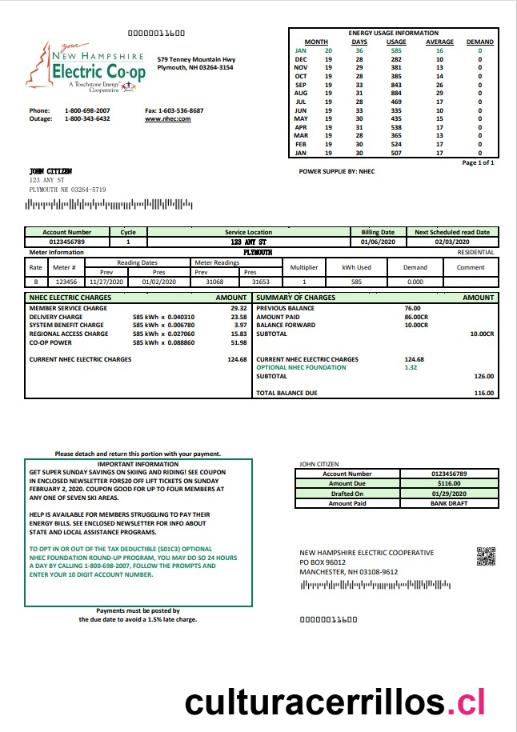 00000011600
your
NEW HAMPSHIRE
Electric Co-op
A Touchstone Energy
Cooperative
579 Tenney Mountain Hwy
Plymouth, NH 03264-3154
Phone: 1-800-698-2007 Fax: 1-603-536-8687
Outage: 1-800-343-6432 www.nhec.com
ENERGY USAGE INFORMATION
MONTH DAYS USAGE AVERAGE DEMAND
JAN 20 36 585 16 0
DEC 19 28 282 10 0
NOV 19 29 381 13 0
OCT 19 28 385 14 0
SEP 19 33 843 26 0
AUG 19 31 884 29 0
JUL 19 28 469 17 0
JUN 19 33 335 10 0
MAY 19 30 435 15 0
APR 19 31 538 17 0
MAR 19 28 365 13 0
FEB 19 30 524 17 0
JAN 19 30 507 17 0
Page 1 of 1
POWER SUPPLIE BY: NHEC
JOHN CITIZEN
123 ANY ST
PLYMOUTH NH 03264-5719
Account Number Cycle Service Location Billing Date Next Scheduled read Date
0123456789 1 123 ANY ST 01/06/2020 02/03/2020
Meter Information PLYMOUTH RESIDENTIAL
Rate Meter # Reading Dates Meter Readings Multiplier kWh Used Demand Comment
Prev Pres Prev Pres
B 123456 11/27/2020 01/02/2020 31068 31653 1 585 0.000
NHEC ELECTRIC CHARGES AMOUNT
MEMBER SERVICE CHARGE 29.32
DELIVERY CHARGE 585 kWh x 0.040310 23.58
SYSTEM BENEFIT CHARGE 585 kWh x 0.006780 3.97
REGIONAL ACCESS CHARGE 585 kWh x 0.027060 15.83
CO-OP POWER 585 kWh x 0.088860 51.98
CURRENT NHEC ELECTRIC CHARGES 124.68
SUMMARY OF CHARGES AMOUNT
PREVIOUS BALANCE 76.00
AMOUNT PAID 86.00CR
BALANCE FORWARD 10.00CR
SUBTOTAL 10.00CR
CURRENT NHEC ELECTRIC CHARGES 124.68
OPTIONAL NHEC FOUNDATION 1.32
SUBTOTAL 126.00
TOTAL BALANCE DUE 116.00
Please detach and return this portion with your payment.
IMPORTANT INFORMATION
GET SUPER SUNDAY SAVINGS ON SKIING AND RIDING! SEE COUPON
IN ENCLOSED NEWSLETTER FOR$20 OFF LIFT TICKETS ON SUNDAY
FEBRUARY 2, 2020. COUPON GOOD FOR UP TO FOUR MEMBERS AT
ANY ONE OF SEVEN SKI AREAS.
HELP IS AVAILABLE FOR MEMBERS STRUGGLING TO PAY THEIR
ENERGY BILLS. SEE ENCLOSED NEWSLETTER FOR INFO ABOUT
STATE AND LOCAL ASSISTANCE PROGRAMS.
TO OPT IN OR OUT OF THE TAX DEDUCTIBLE (501C3) OPTIONAL
NHEC FOUNDATION ROUND-UP PROGRAM, YOU MAY DO SO 24 HOURS
A DAY BY CALLING 1-800-698-2007, FOLLOW THE PROMPTS AND
ENTER YOUR 10 DIGIT ACCOUNT NUMBER.
Payments must be posted by
the due date to avoid a 1.5% late charge.
JOHN CITIZEN
Account Number 0123456789
Amount Due $116.00
Drafted On 01/29/2020
Amount Paid BANK DRAFT
NEW HAMPSHIRE ELECTRIC COOPERATIVE
PO BOX 96012
MANCHESTER, NH 03108-9612
00000011600
culturacerrillos.cl